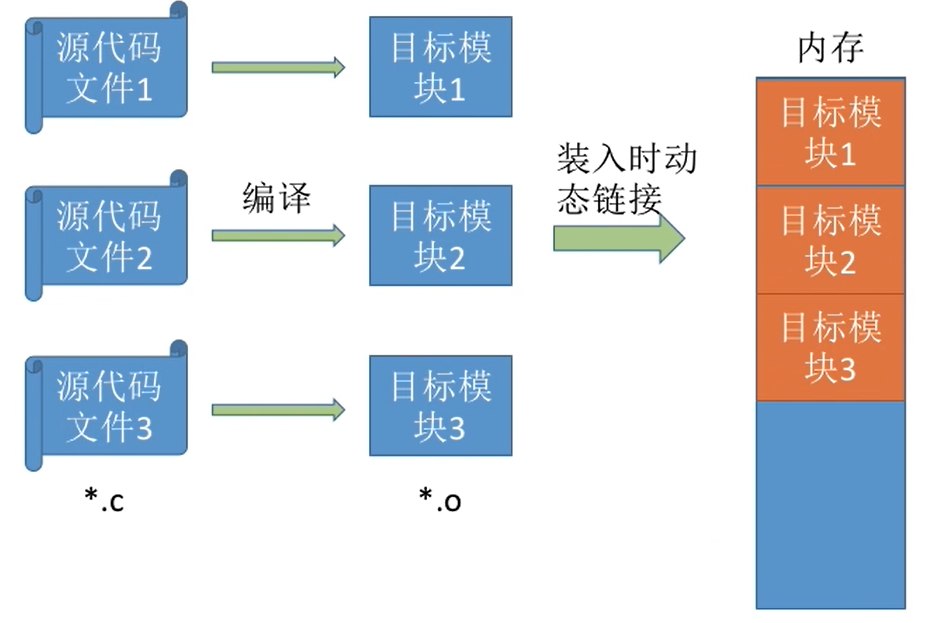 源代码
文件1
目标模
块1
内存
目标模
块1
装入时动
态链接
编译
源代码
文件2
目标模
块2
目标模
块2
源代码
文件3
目标模
块3
目标模
块3
*.c
*.o